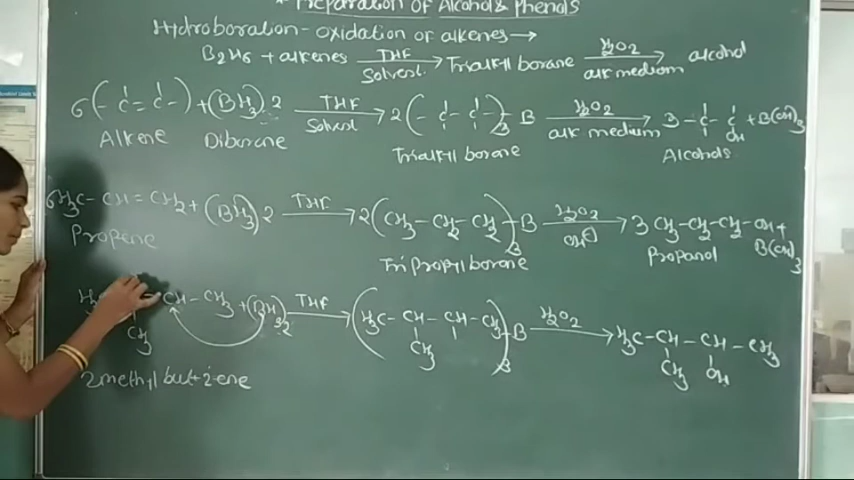 * Preparation of Alcohols & Phenols
Hydroboration - oxidation of alkenes →
B2H6 + alkenes THF Solvent → Trialkyl borane H2O2 alk medium → alcohol
6 ( - C = C - ) + (BH3) 2 THF Solvent → 2 ( - C - C - )3 B H2O2 alk medium → 3 - C - C - OH + B(OH)3
Alkene Diborane Trialkyl borane Alcohols
6H3C - CH = CH2 + (BH3) 2 THF → 2 ( CH3 - CH2 - CH2 )3 B H2O2 OH⊖ → 3 CH3 - CH2 - CH2 - OH + B(OH)3
Propene Tripropyl borane Propanol
CH - CH3 + (BH3)2 THF → ( H3C - CH - CH - CH3 )3 B H2O2 → H3C - CH - CH - CH3
CH3 CH3 CH3 OH
2methyl but-2-ene